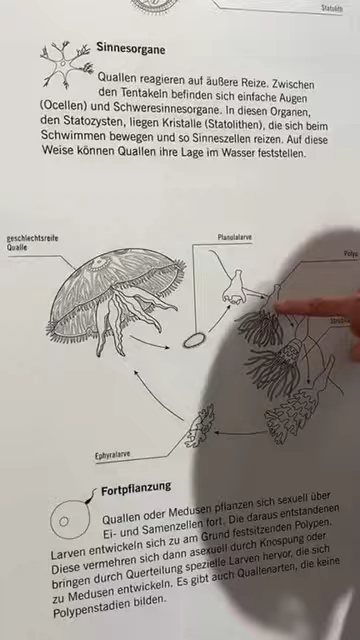 Statolith
Sinnesorgane
Quallen reagieren auf äußere Reize. Zwischen
den Tentakeln befinden sich einfache Augen
(Ocellen) und Schweresinnesorgane. In diesen Organen,
den Statozysten, liegen Kristalle (Statolithen), die sich beim
Schwimmen bewegen und so Sinneszellen reizen. Auf diese
Weise können Quallen ihre Lage im Wasser feststellen.
geschlechtsreife
Qualle
Planulalarve
Ephyralarve
Fortpflanzung
Quallen oder Medusen pflanzen sich sexuell über
Ei- und Samenzellen fort. Die daraus entstandenen
Larven entwickeln sich zu am Grund festsitzenden Polypen.
Diese vermehren sich dann asexuell durch Knospung oder
bringen durch Querteilung spezielle Larven hervor, die sich
zu Medusen entwickeln. Es gibt auch Quallenarten, die keine
Polypenstadien bilden.